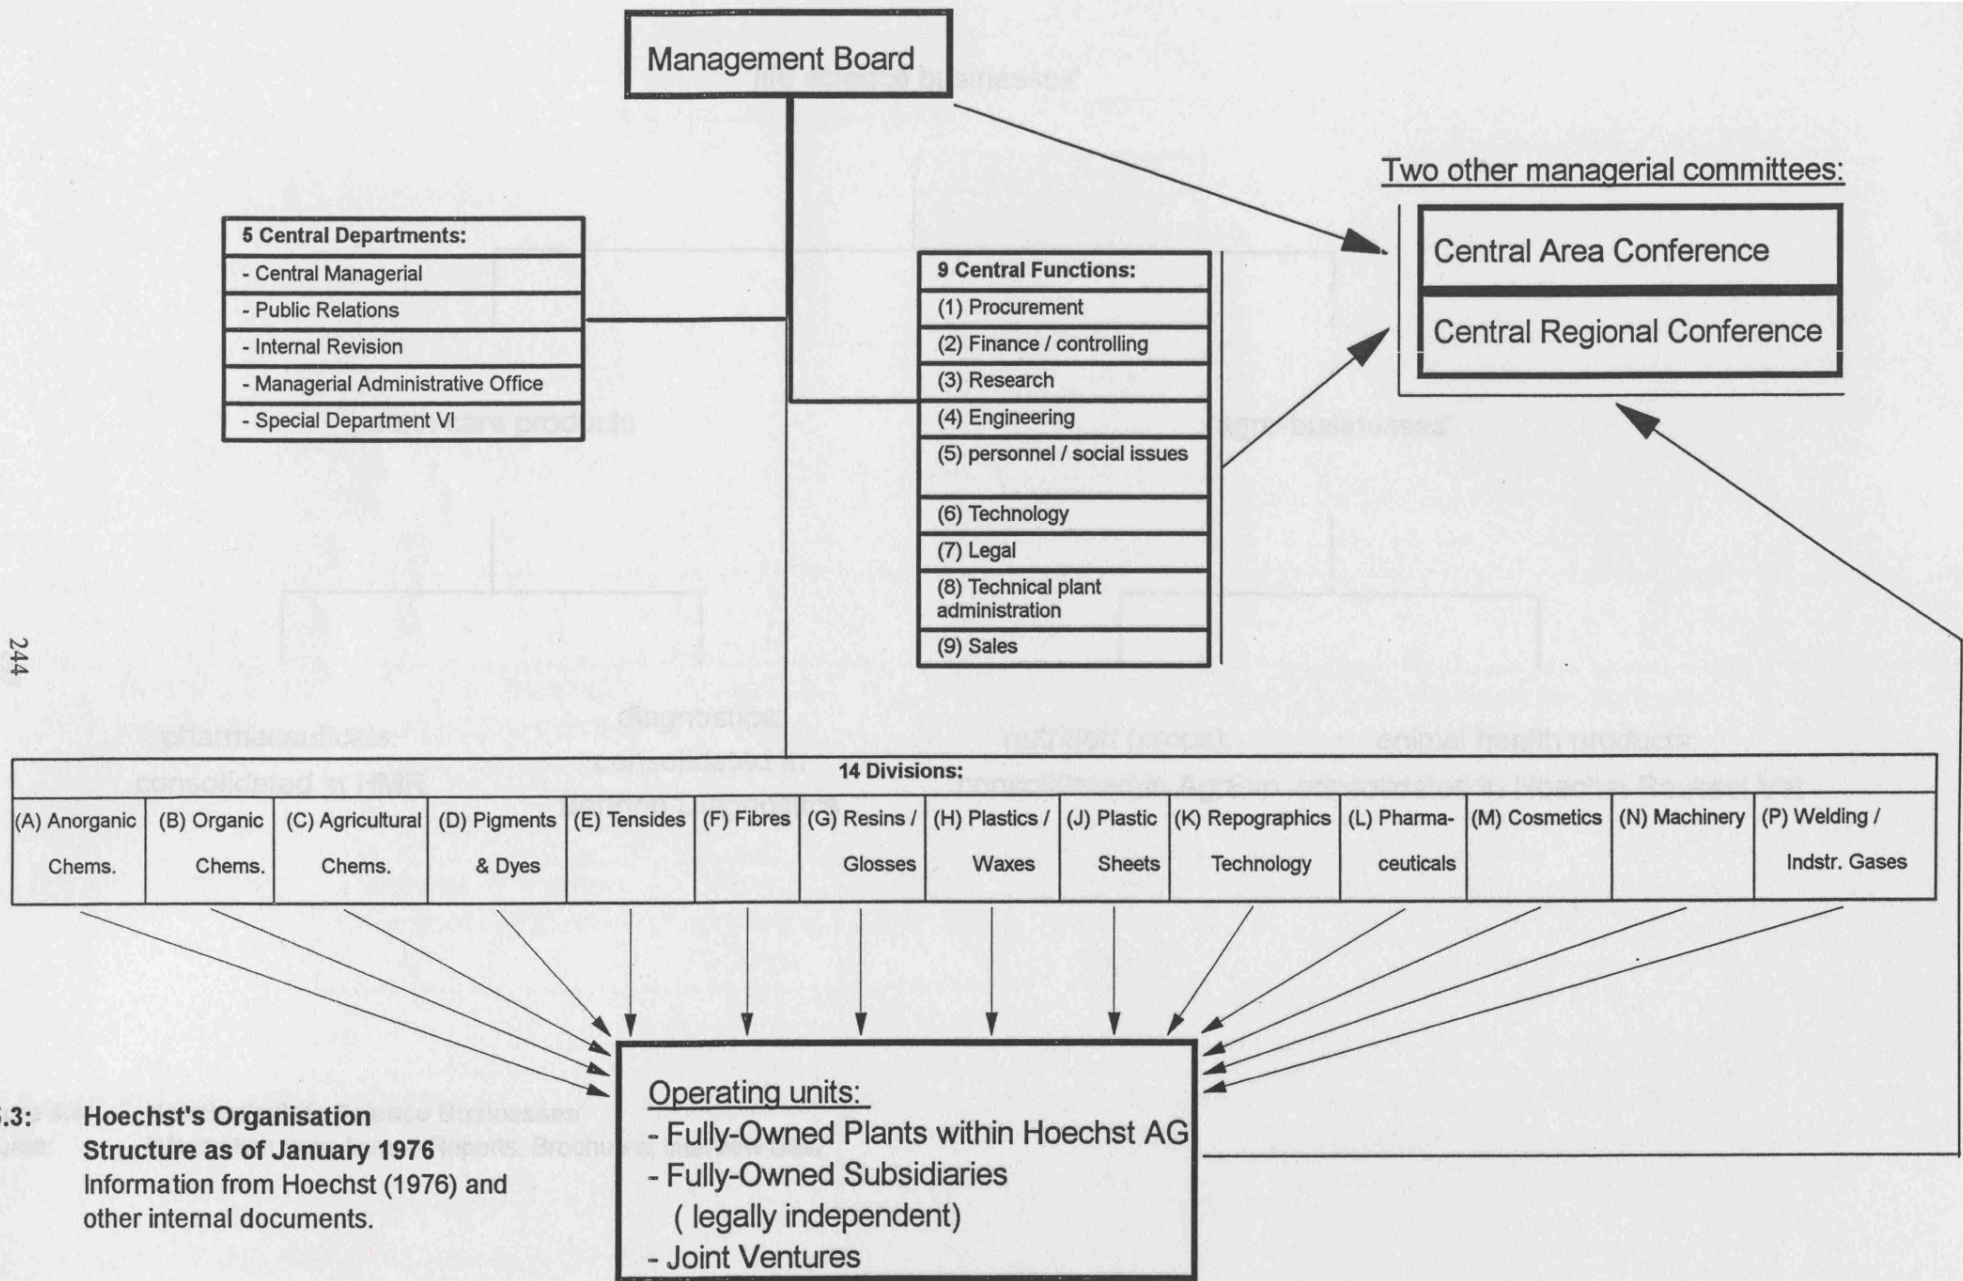 Management Board
Two other managerial committees:
Central Area Conference
Central Regional Conference
5 Central Departments:
- Central Managerial
- Public Relations
- Internal Revision
- Managerial Administrative Office
- Special Department VI
9 Central Functions:
(1) Procurement
(2) Finance / controlling
(3) Research
(4) Engineering
(5) personnel / social issues
(6) Technology
(7) Legal
(8) Technical plant
administration
(9) Sales
244
14 Divisions:
(A) Anorganic
Chems.
(B) Organic
Chems.
(C) Agricultural
Chems.
(D) Pigments
& Dyes
(E) Tensides
(F) Fibres
(G) Resins /
Glosses
(H) Plastics /
Waxes
(J) Plastic
Sheets
(K) Repographics
Technology
(L) Pharma-
ceuticals
(M) Cosmetics
(N) Machinery
(P) Welding /
Indstr. Gases
Operating units:
- Fully-Owned Plants within Hoechst AG
- Fully-Owned Subsidiaries
( legally independent)
- Joint Ventures
.3: Hoechst's Organisation
Structure as of January 1976
Information from Hoechst (1976) and
other internal documents.